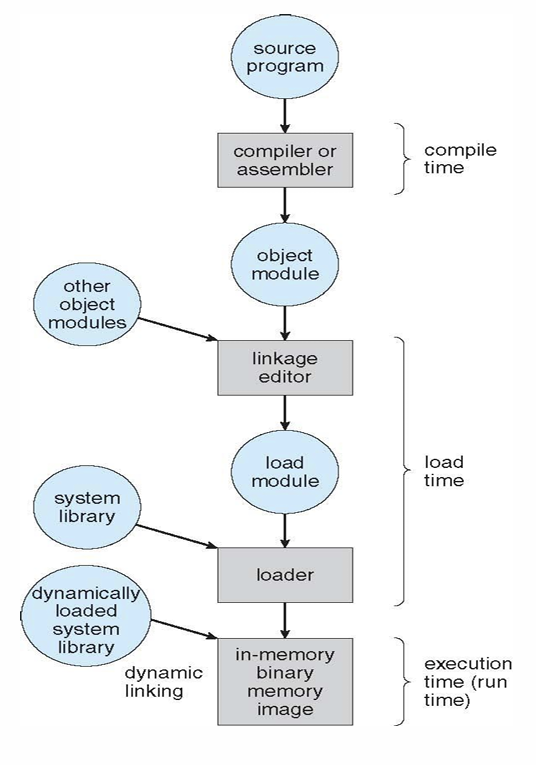 source
program
compiler or
assembler
compile
time
object
module
other
object
modules
linkage
editor
load
module
load
time
system
library
loader
dynamically
loaded
system
library
dynamic
linking
in-memory
binary
memory
image
execution
time (run
time)